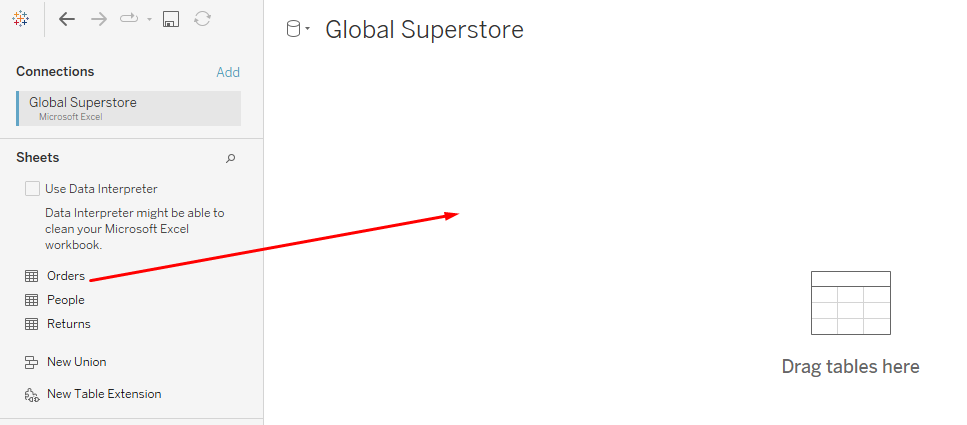 Global Superstore
Connections
Add
Global Superstore
Microsoft Excel
Sheets
Use Data Interpreter
Data Interpreter might be able to
clean your Microsoft Excel
workbook.
Orders
People
Returns
New Union
New Table Extension
Drag tables here